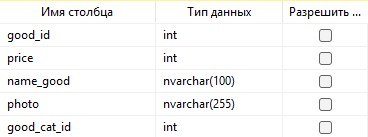 Имя столбца Тип данных Разрешить ...
good_id int
price int
name_good nvarchar(100)
photo nvarchar(255)
good_cat_id int